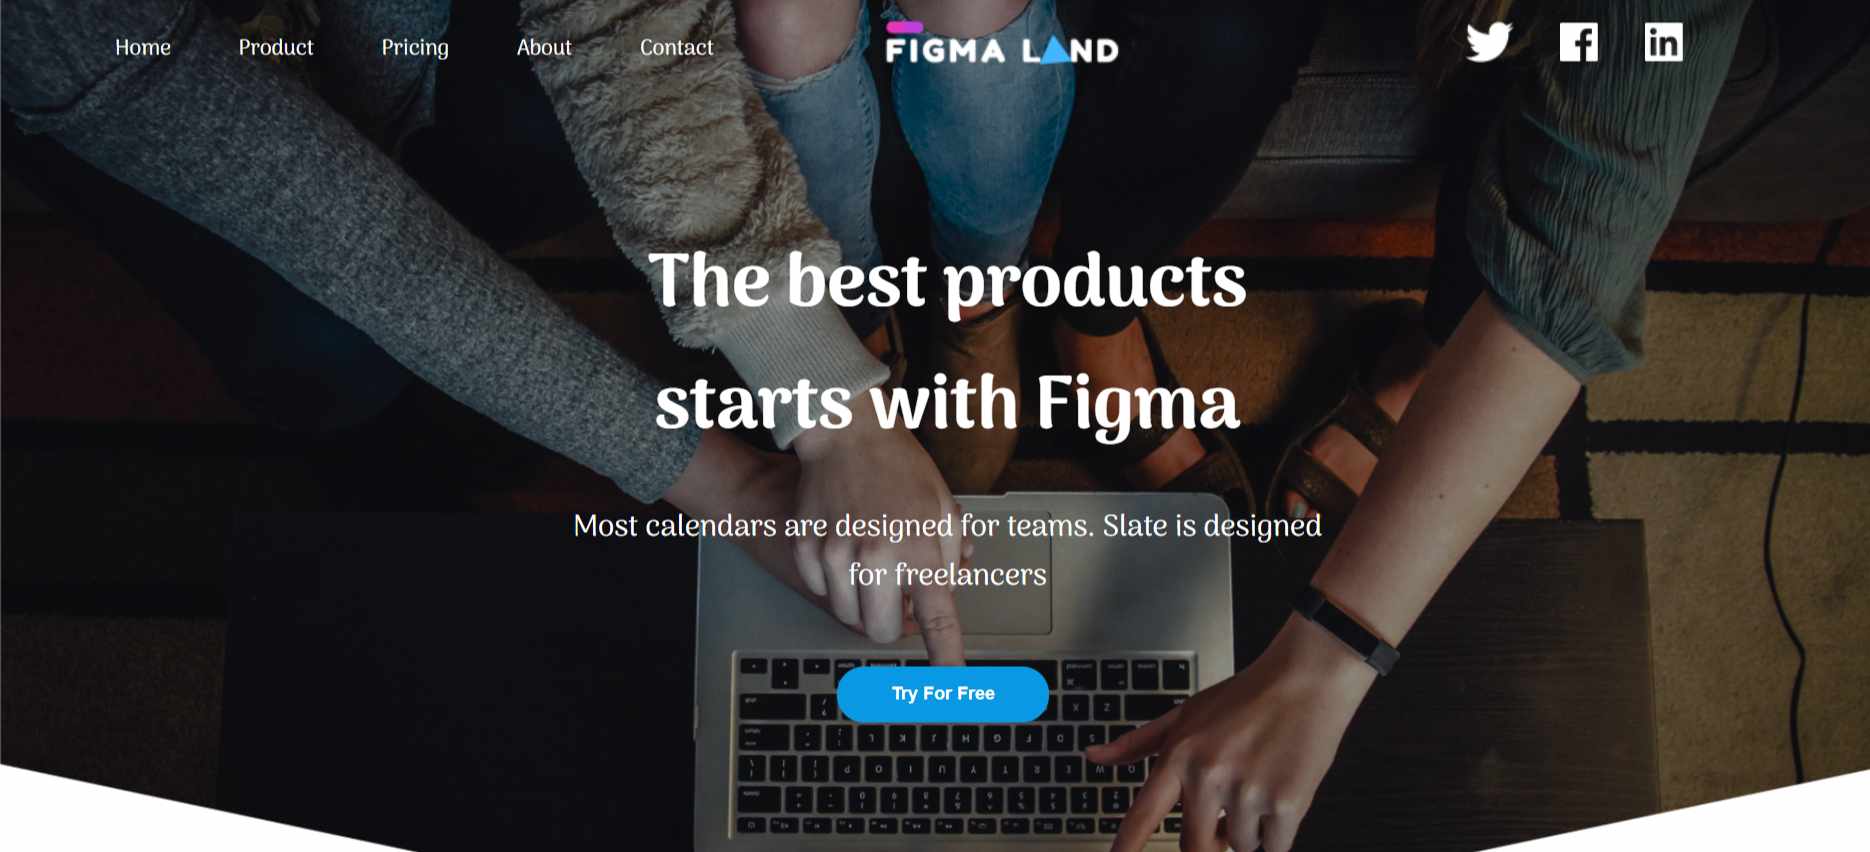 Home Product Pricing About Contact
FIGMA LAND
The best products
starts with Figma
Most calendars are designed for teams. Slate is designed
for freelancers
Try For Free